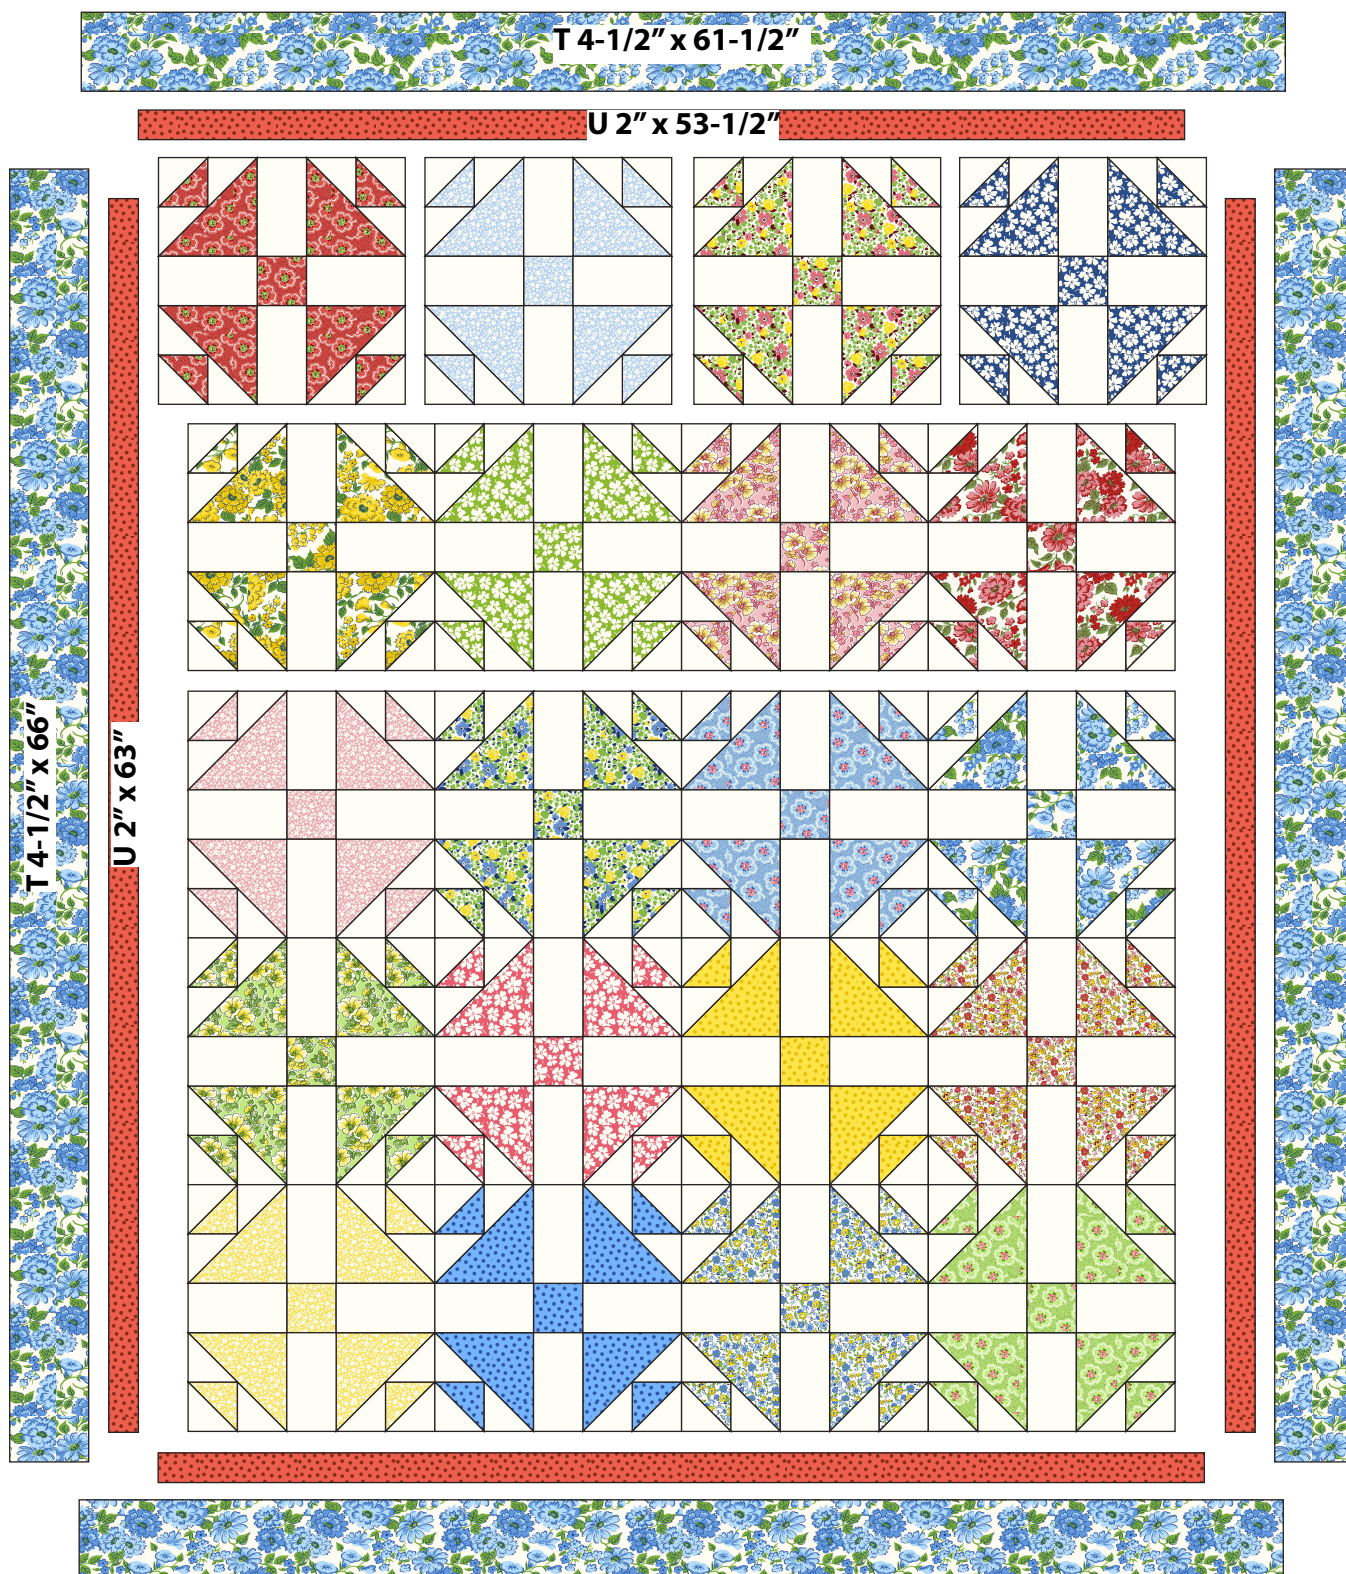 T 4-1/2” x 61-1/2”
U 2” x 53-1/2”
T 4-1/2” x 66”
U 2” x 63”